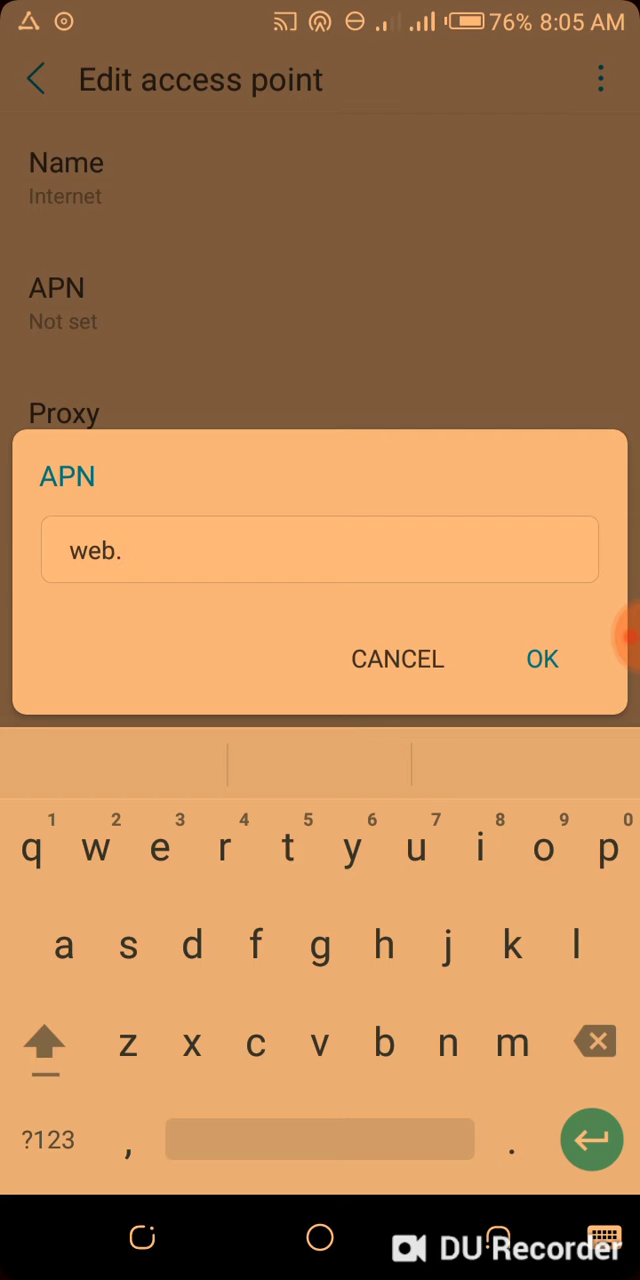 76% 8:05 AM
Edit access point
Name
Internet
APN
Not set
Proxy
APN
web.
CANCEL OK
1 2 3 4 5 6 7 8 9 0
q w e r t y u i o p
a s d f g h j k l
z x c v b n m
?123 , .
DU Recorder